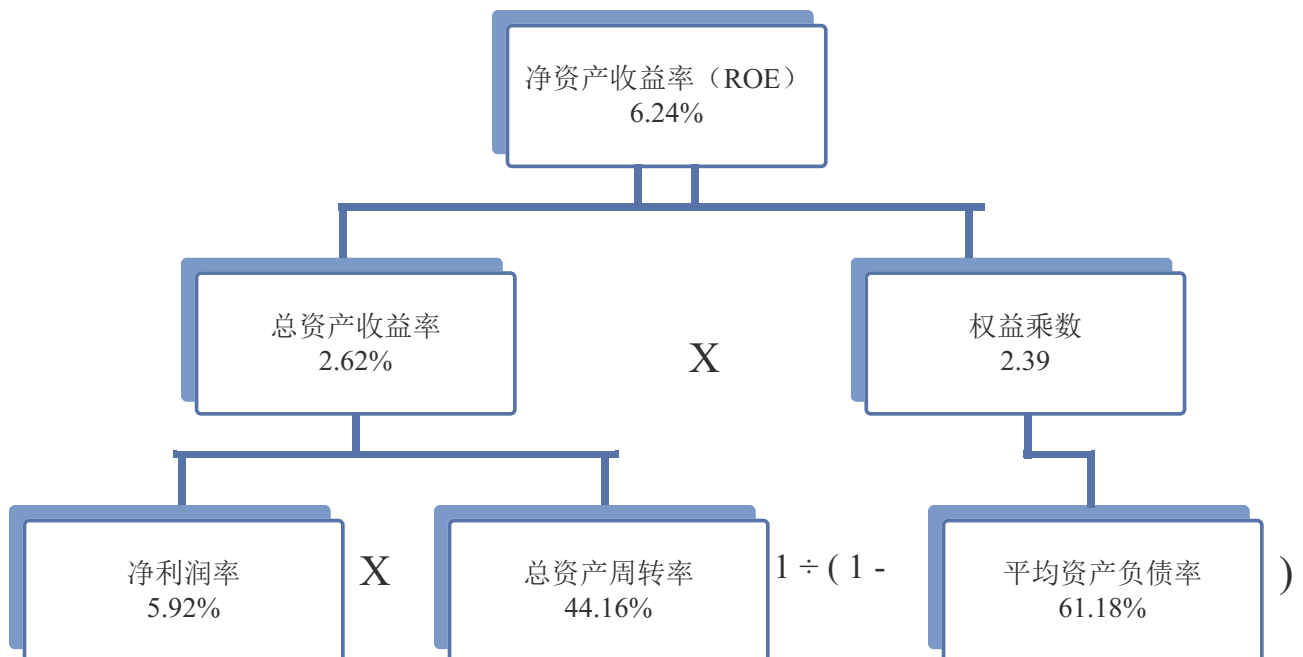 净资产收益率（ROE）
6.24%
总资产收益率
2.62%
X
权益乘数
2.39
净利润率
5.92%
X
总资产周转率
44.16%
1 ÷ ( 1 -
平均资产负债率
61.18%
)